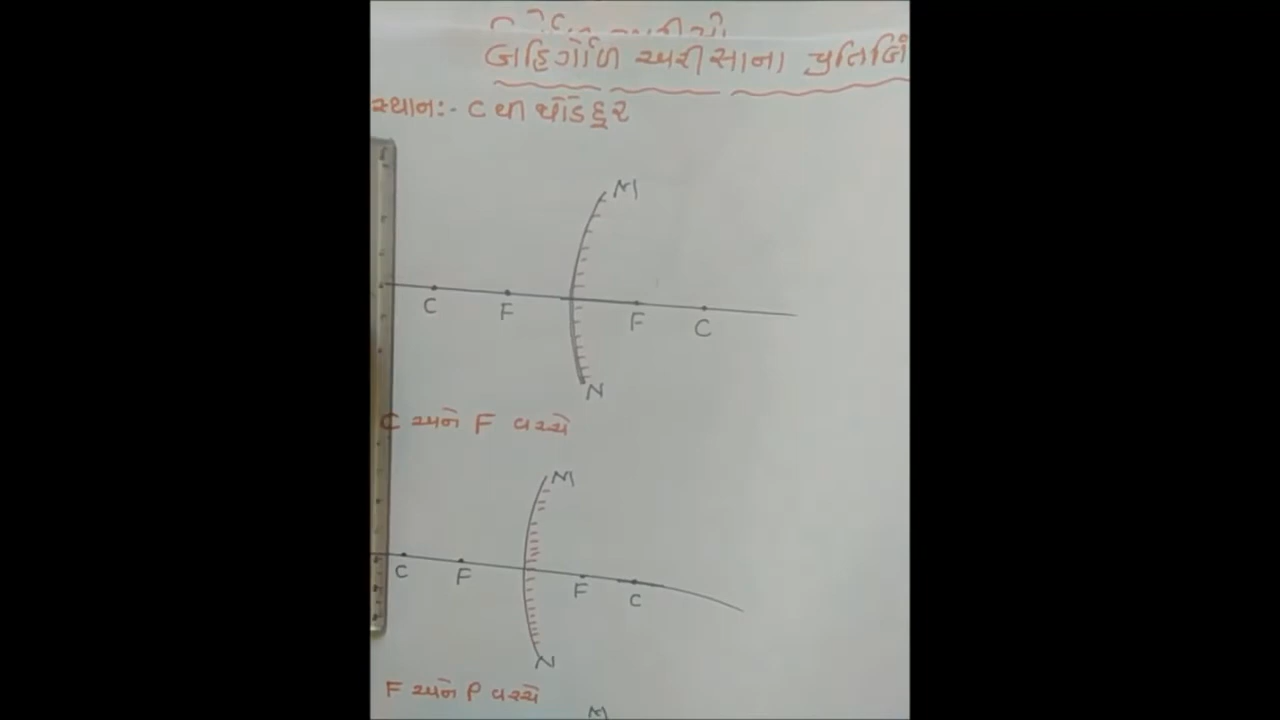 બહિર્ગોળ અરીસાના પ્રતિબિં
સ્થાનઃ- C થી થોડે દૂર
M
C F F C
N
C અને F વચ્ચે
M
C F F C
N
F અને P વચ્ચે
M